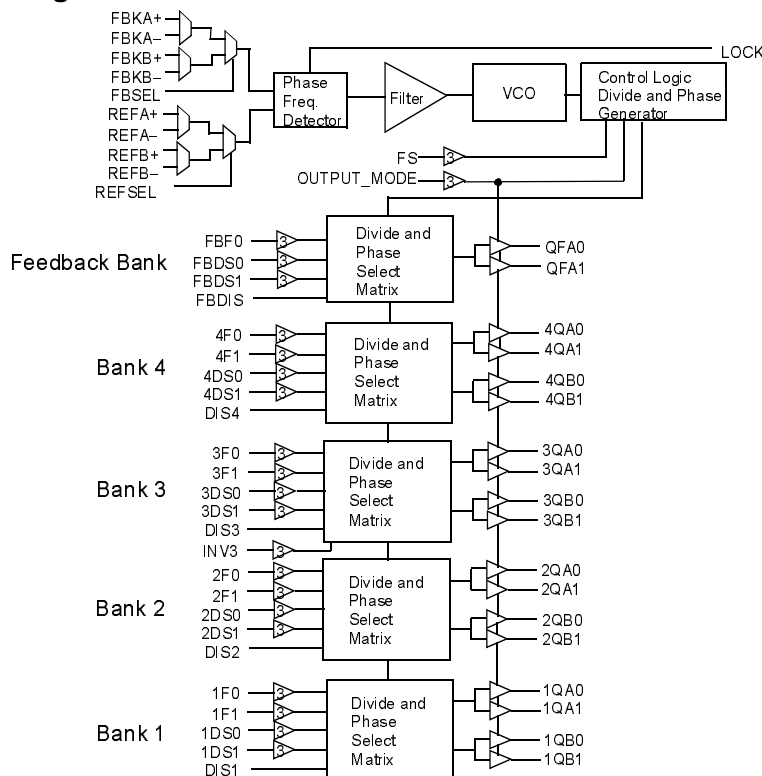 FBKA+
FBKA–
FBKB+
FBKB–
FBSEL
REFA+
REFA–
REFB+
REFB–
REFSEL
Phase
Freq.
Detector
Filter
VCO
Control Logic
Divide and Phase
Generator
LOCK
FS
3
OUTPUT_MODE
3
Feedback Bank
FBF0
3
FBDS0
3
FBDS1
3
FBDIS
Divide and
Phase
Select
Matrix
QFA0
QFA1
Bank 4
4F0
3
4F1
3
4DS0
3
4DS1
3
DIS4
Divide and
Phase
Select
Matrix
4QA0
4QA1
4QB0
4QB1
Bank 3
3F0
3
3F1
3
3DS0
3
3DS1
3
DIS3
INV3
3
Divide and
Phase
Select
Matrix
3QA0
3QA1
3QB0
3QB1
Bank 2
2F0
3
2F1
3
2DS0
3
2DS1
3
DIS2
Divide and
Phase
Select
Matrix
2QA0
2QA1
2QB0
2QB1
Bank 1
1F0
3
1F1
3
1DS0
3
1DS1
3
DIS1
Divide and
Phase
Select
Matrix
1QA0
1QA1
1QB0
1QB1